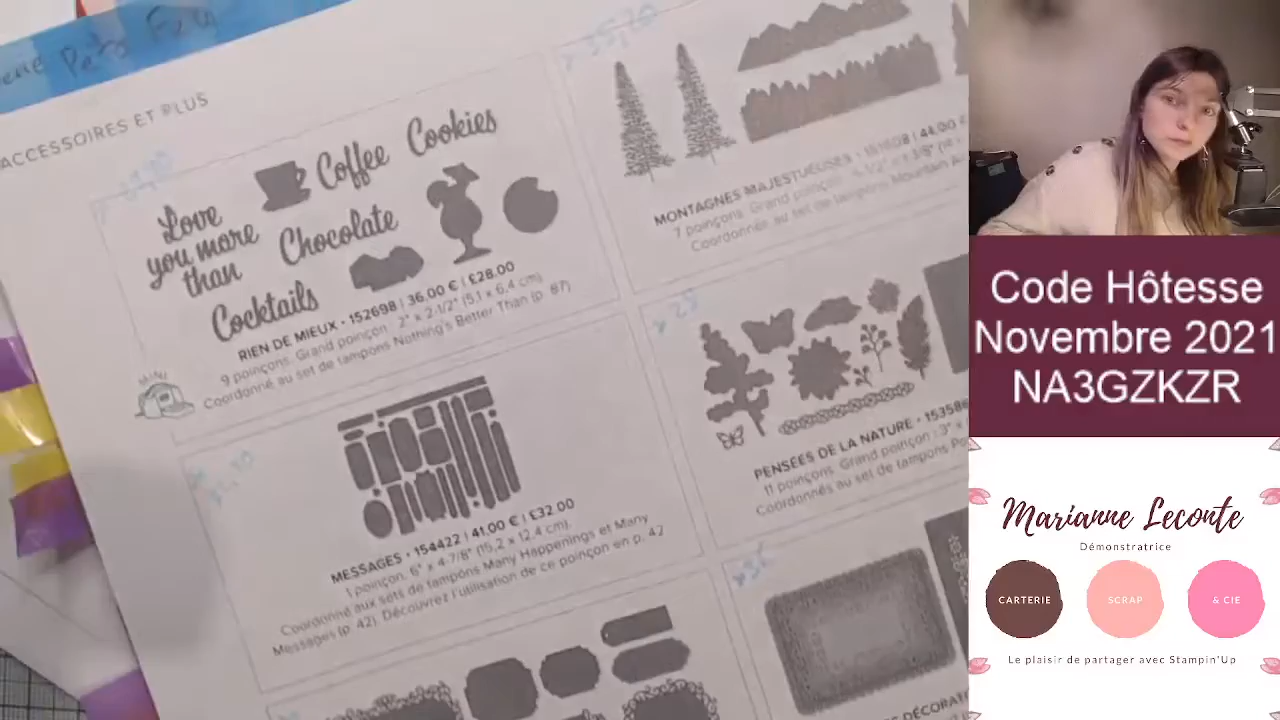 ACCESSOIRES ET PLUS
Coffee
Cookies
Love
you more
than
Chocolate
Cocktails
RIEN DE MIEUX • 152698 | 36.00 € | £28.00
9 poinçons. Grand poinçon : 2" x 2-1/2" (5,1 x 6,4 cm).
Coordonné au set de tampons Nothing's Better Than (p. 87)
MINI
MESSAGES • 154422 | 41.00 € | £32.00
1 poinçon. 6" x 4-7/8" (15,2 x 12,4 cm).
Coordonné aux sets de tampons Many Happenings et Many
Messages (p. 42). Découvrez l'utilisation de ce poinçon en p. 42
MONTAGNES MAJESTUEUSES •
7 poinçons. Grand poinçon :
Coordonnés au set de tampons Mountain
PENSÉES DE LA NATURE •
11 poinçons. Grand poinçon : 3"
Coordonnés au set de tampons
Code Hôtesse
Novembre 2021
NA3GZKZR
Marianne Leconte
Démonstratrice
CARTERIE
SCRAP
& CIE
Le plaisir de partager avec Stampin'Up